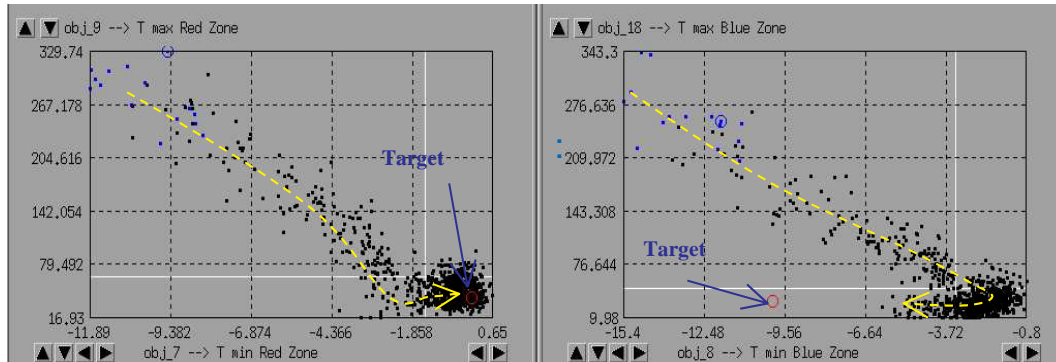 obj_9 --> T max Red Zone
329.74
267.178
204.616
142.054
79.492
16.93
-11.89 -9.382 -6.874 -4.366 -1.858 0.65
obj_7 --> T min Red Zone
Target
obj_18 --> T max Blue Zone
343.3
276.636
209.972
143.308
76.644
9.98
-15.4 -12.48 -9.56 -6.64 -3.72 -0.8
obj_8 --> T min Blue Zone
Target